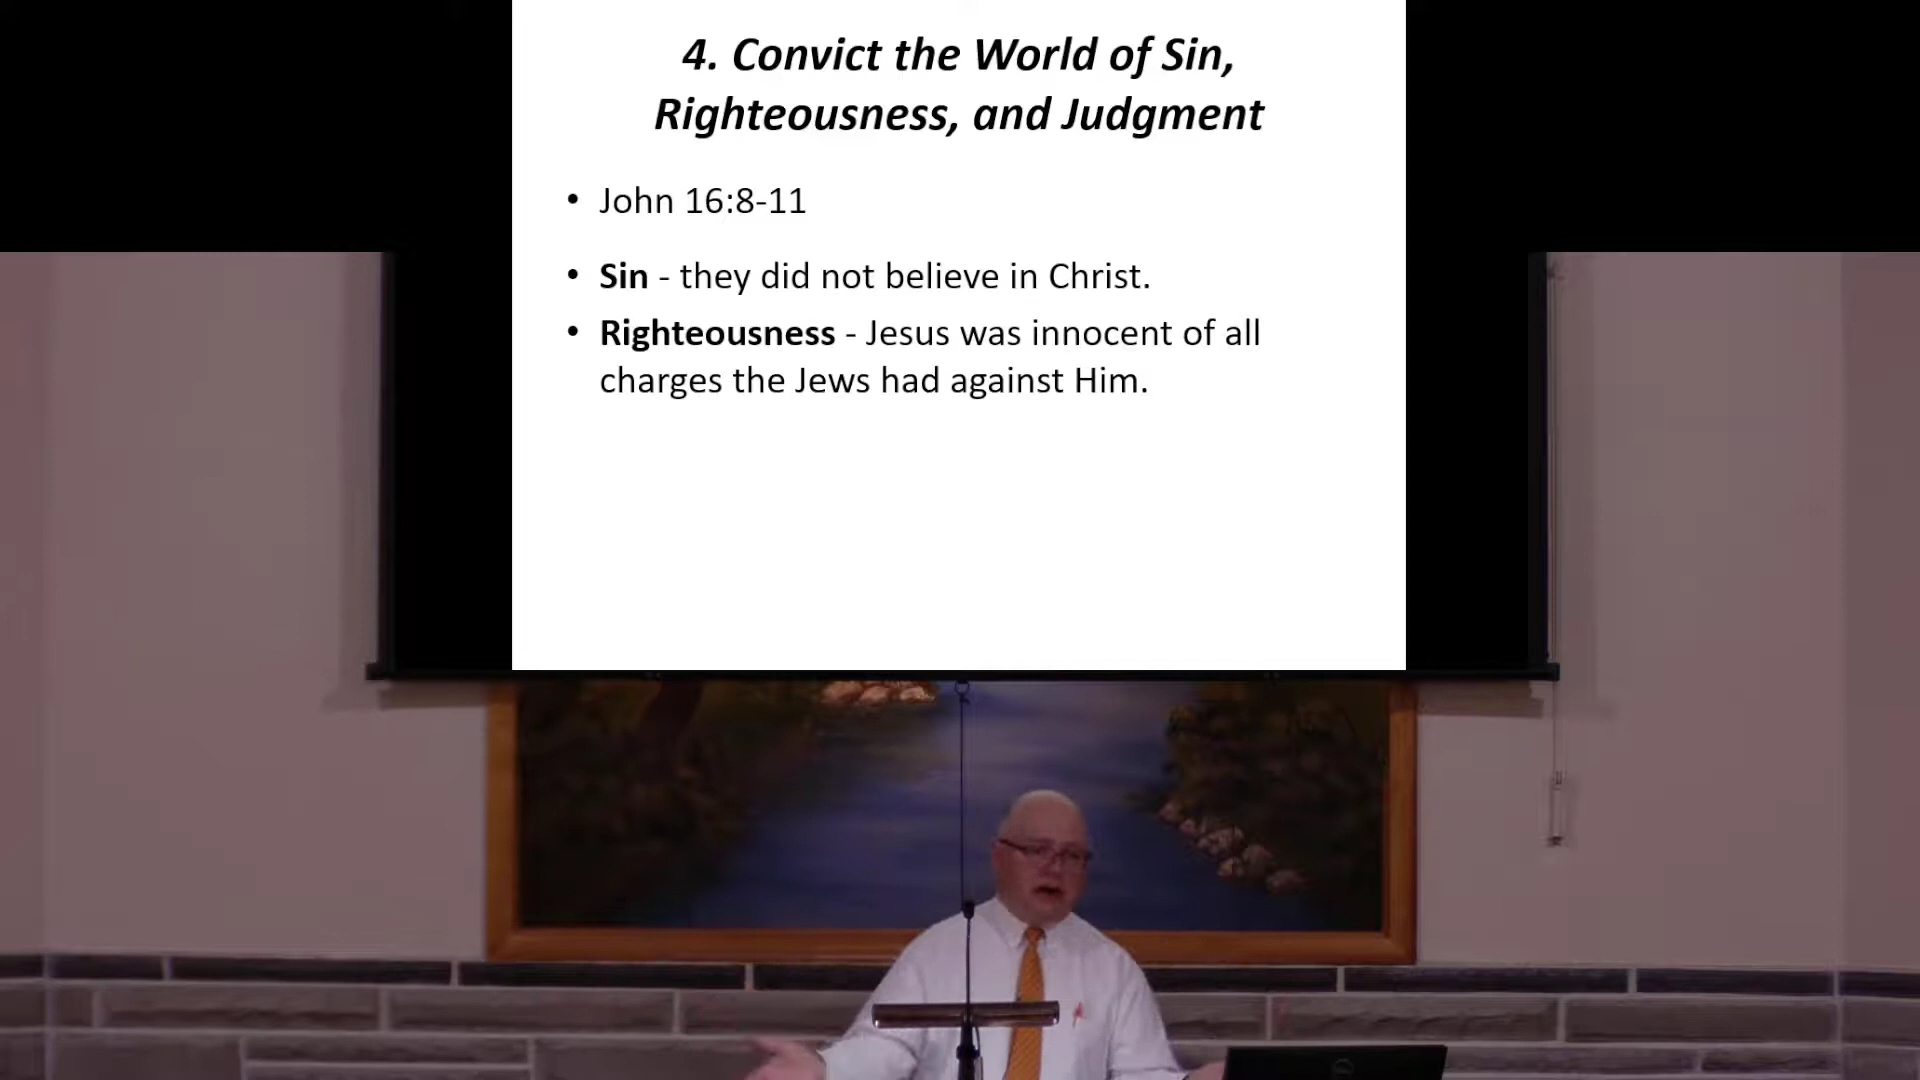 4. Convict the World of Sin,
Righteousness, and Judgment
• John 16:8-11
• Sin - they did not believe in Christ.
• Righteousness - Jesus was innocent of all
charges the Jews had against Him.